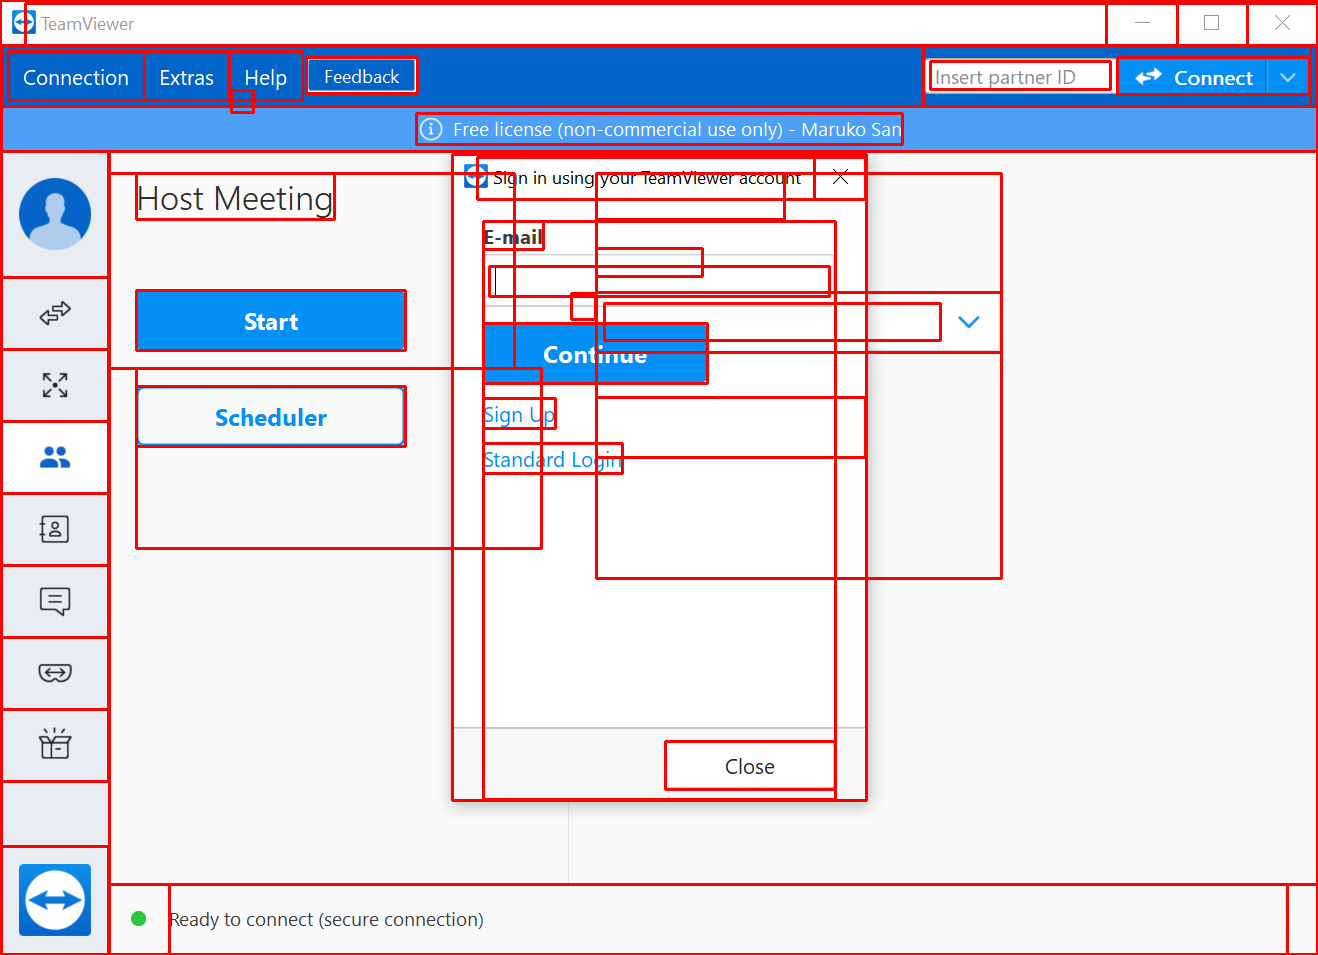 TeamViewer
Connection Extras Help Feedback Insert partner ID Connect
Free license (non-commercial use only) - Maruko San
Host Meeting
Start
Scheduler
Sign in using your TeamViewer account
E-mail
Continue
Sign Up
Standard Login
Close
Ready to connect (secure connection)